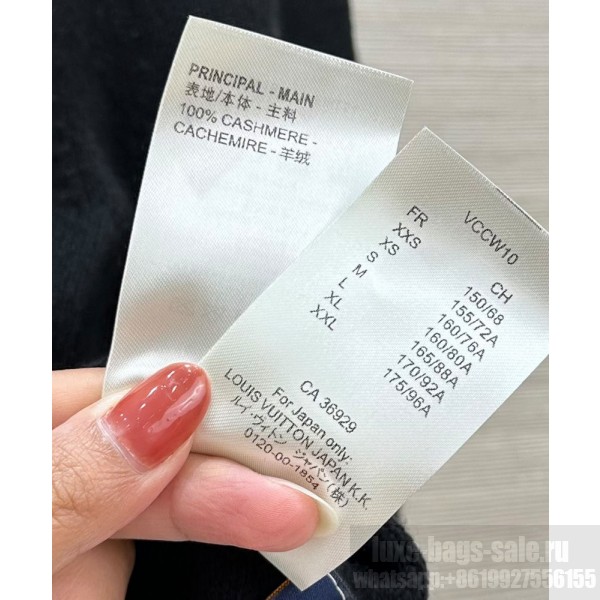 PRINCIPAL - MAIN
表地/本体 - 主料
100% CASHMERE -
CACHEMIRE - 羊绒
VCCW10
FR CH
XXS 150/68
XS 155/72A
S 160/76A
M 160/80A
L 165/88A
XL 170/92A
XXL 175/96A
CA 36929
For Japan only:
LOUIS VUITTON JAPAN K.K.
ルイ・ヴィトン ジャパン(株)
0120-00-1854
luxe-bags-sale.ru
whatsapp:+8619927556155